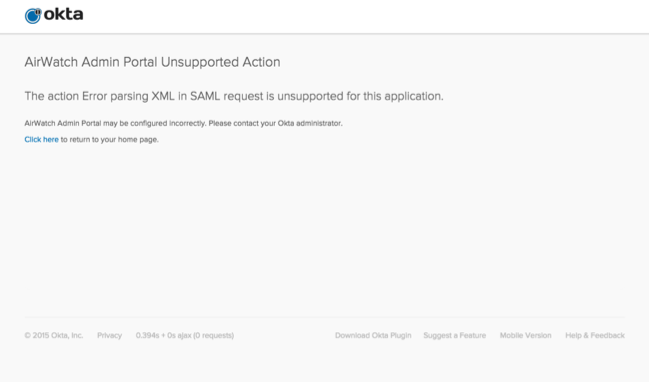 okta
AirWatch Admin Portal Unsupported Action
The action Error parsing XML in SAML request is unsupported for this application.
AirWatch Admin Portal may be configured incorrectly. Please contact your Okta administrator.
Click here to return to your home page.
© 2015 Okta, Inc. Privacy 0.394s + 0s ajax (0 requests) Download Okta Plugin Suggest a Feature Mobile Version Help & Feedback